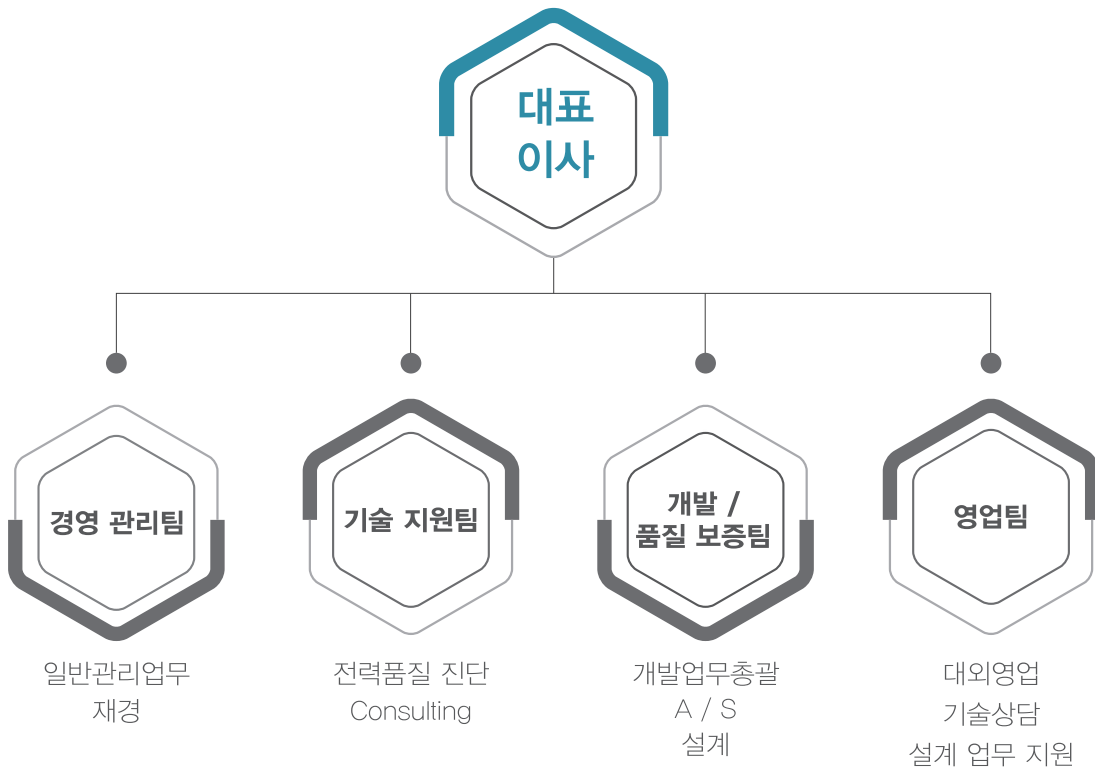 대표
이사
경영 관리팀
기술 지원팀
개발 /
품질 보증팀
영업팀
일반관리업무
재경
전력품질 진단
Consulting
개발업무총괄
A / S
설계
대외영업
기술상담
설계 업무 지원